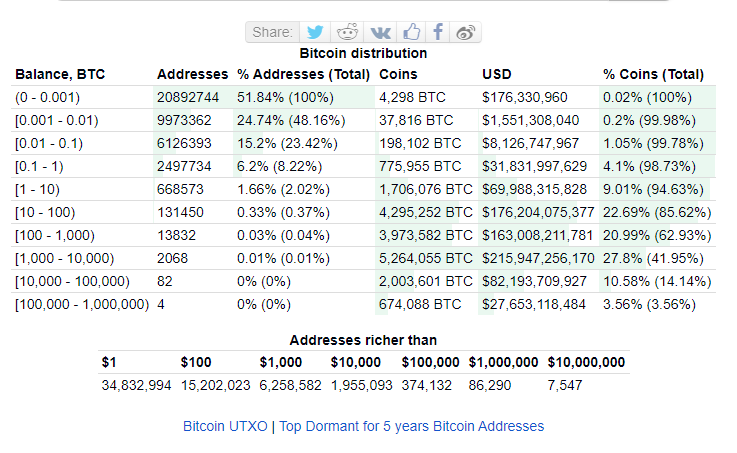 Share:
Bitcoin distribution
Balance, BTC Addresses % Addresses (Total) Coins USD % Coins (Total)
(0 - 0.001) 20892744 51.84% (100%) 4,298 BTC $176,330,960 0.02% (100%)
[0.001 - 0.01) 9973362 24.74% (48.16%) 37,816 BTC $1,551,308,040 0.2% (99.98%)
[0.01 - 0.1) 6126393 15.2% (23.42%) 198,102 BTC $8,126,747,967 1.05% (99.78%)
[0.1 - 1) 2497734 6.2% (8.22%) 775,955 BTC $31,831,997,629 4.1% (98.73%)
[1 - 10) 668573 1.66% (2.02%) 1,706,076 BTC $69,988,315,828 9.01% (94.63%)
[10 - 100) 131450 0.33% (0.37%) 4,295,252 BTC $176,204,075,377 22.69% (85.62%)
[100 - 1,000) 13832 0.03% (0.04%) 3,973,582 BTC $163,008,211,781 20.99% (62.93%)
[1,000 - 10,000) 2068 0.01% (0.01%) 5,264,055 BTC $215,947,256,170 27.8% (41.95%)
[10,000 - 100,000) 82 0% (0%) 2,003,601 BTC $82,193,709,927 10.58% (14.14%)
[100,000 - 1,000,000) 4 0% (0%) 674,088 BTC $27,653,118,484 3.56% (3.56%)
Addresses richer than
$1 $100 $1,000 $10,000 $100,000 $1,000,000 $10,000,000
34,832,994 15,202,023 6,258,582 1,955,093 374,132 86,290 7,547
Bitcoin UTXO | Top Dormant for 5 years Bitcoin Addresses